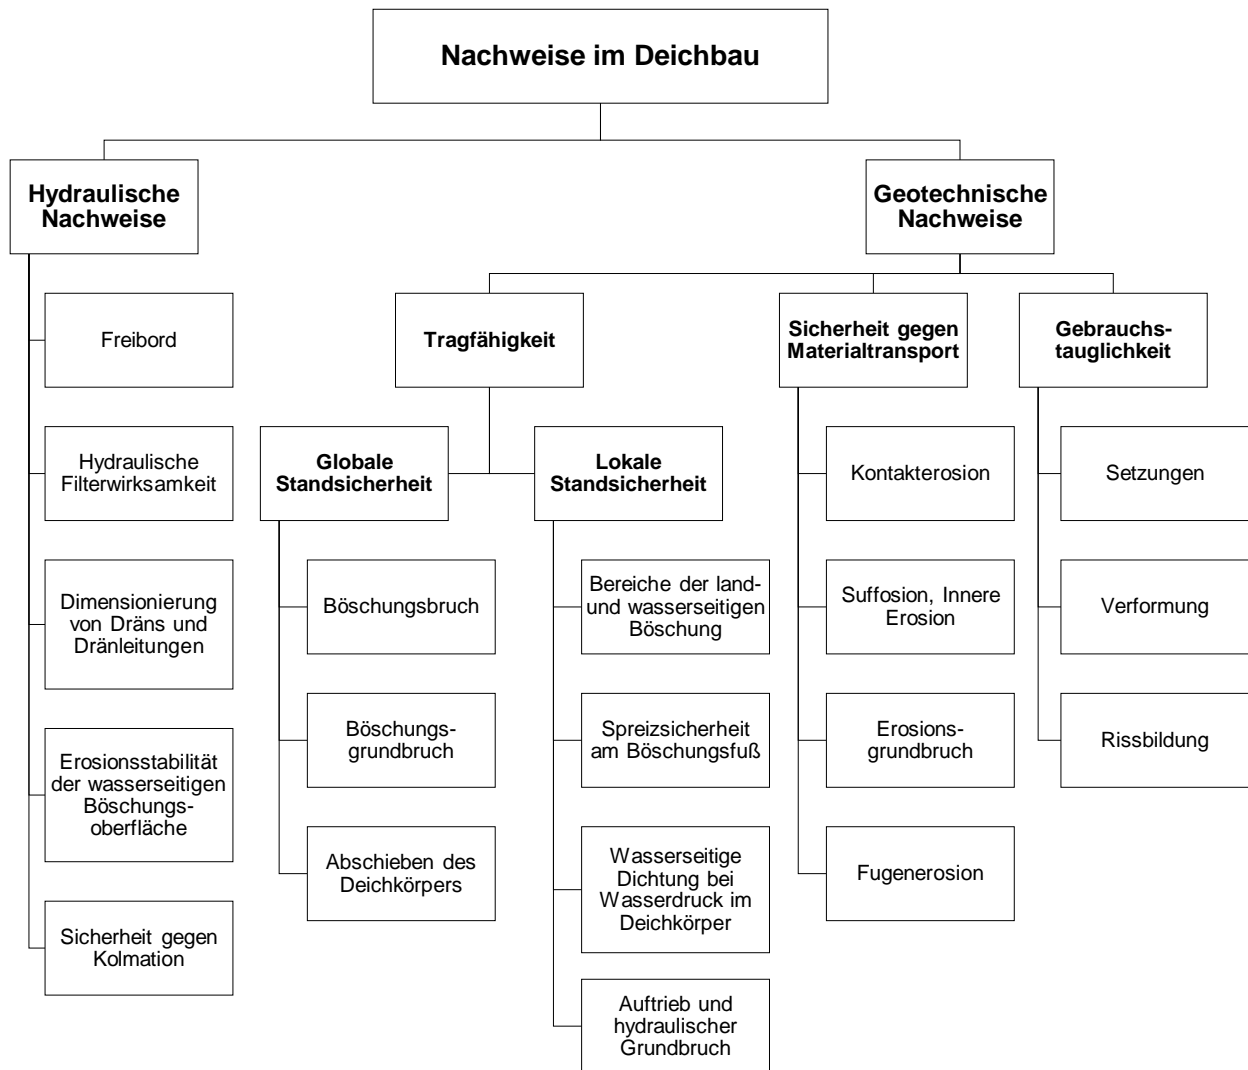 Nachweise im Deichbau
Hydraulische
Nachweise
Geotechnische
Nachweise
Freibord
Hydraulische
Filterwirksamkeit
Dimensionierung
von Dräns und
Dränleitungen
Erosionsstabilität
der wasserseitigen
Böschungs-
oberfläche
Sicherheit gegen
Kolmation
Tragfähigkeit
Globale
Standsicherheit
Böschungsbruch
Böschungs-
grundbruch
Abschieben des
Deichkörpers
Lokale
Standsicherheit
Bereiche der land-
und wasserseitigen
Böschung
Spreizsicherheit
am Böschungsfuß
Wasserseitige
Dichtung bei
Wasserdruck im
Deichkörper
Auftrieb und
hydraulischer
Grundbruch
Sicherheit gegen
Materialtransport
Kontakterosion
Suffosion, Innere
Erosion
Erosions-
grundbruch
Fugenerosion
Gebrauchs-
tauglichkeit
Setzungen
Verformung
Rissbildung